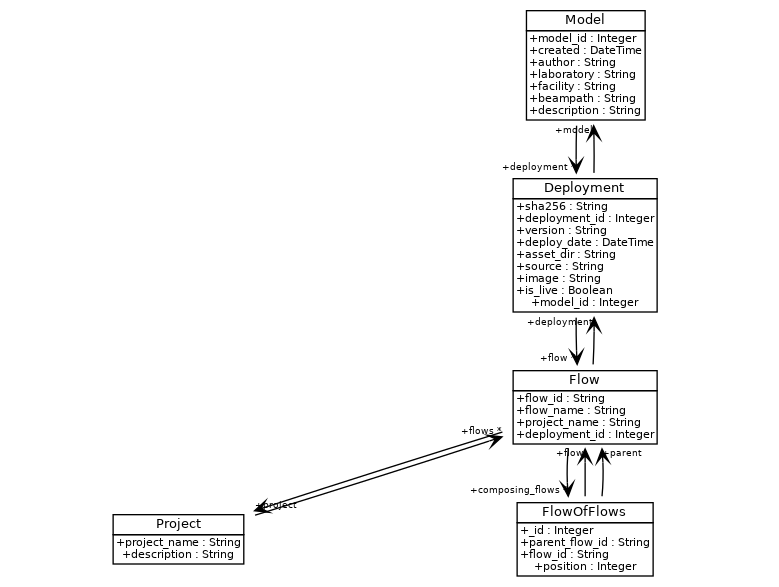 Model
+model_id : Integer
+created : DateTime
+author : String
+laboratory : String
+facility : String
+beampath : String
+description : String
+model
+deployment
Deployment
+sha256 : String
+deployment_id : Integer
+version : String
+deploy_date : DateTime
+asset_dir : String
+source : String
+image : String
+is_live : Boolean
+model_id : Integer
+deployment
+flow
Flow
+flow_id : String
+flow_name : String
+project_name : String
+deployment_id : Integer
+flows *
+flow
+parent
+composing_flows
+project
FlowOfFlows
+_id : Integer
+parent_flow_id : String
+flow_id : String
+position : Integer
Project
+project_name : String
+description : String